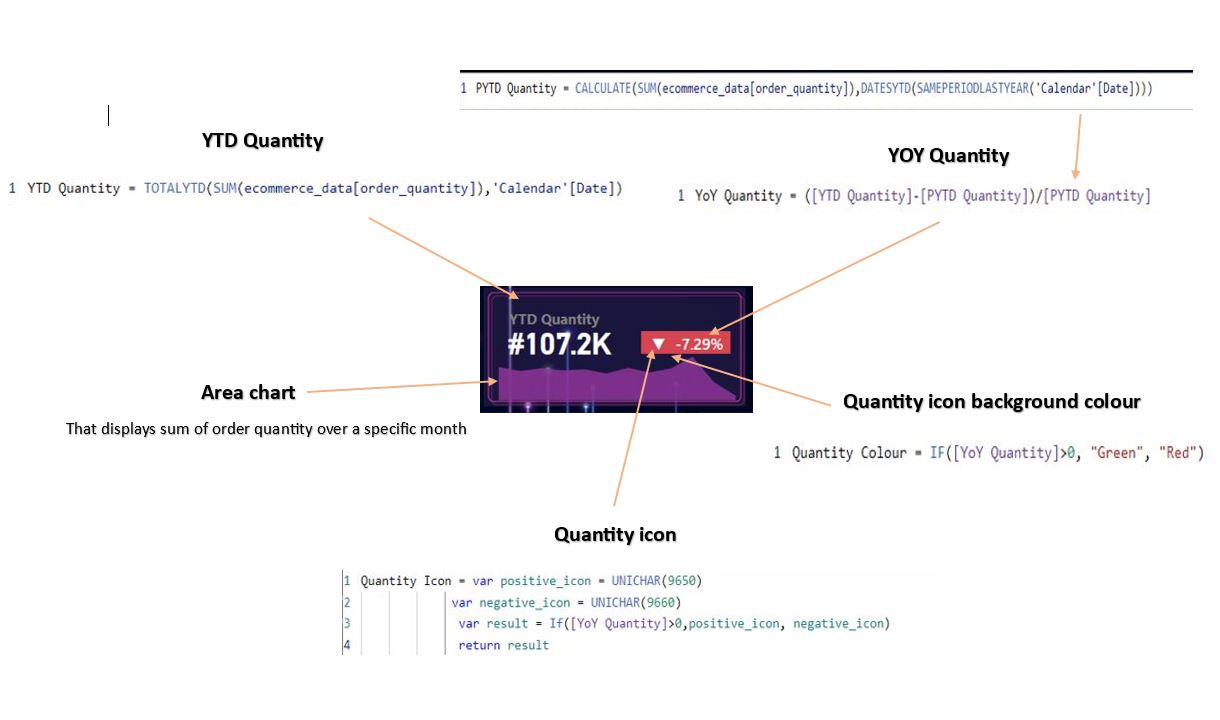 1 PYTD Quantity = CALCULATE(SUM(ecommerce_data[order_quantity]),DATESYTD(SAMEPERIODLASTYEAR('Calendar'[Date])))
YTD Quantity
1 YTD Quantity = TOTALYTD(SUM(ecommerce_data[order_quantity]),'Calendar'[Date])
YOY Quantity
1 YoY Quantity = ([YTD Quantity]-[PYTD Quantity])/[PYTD Quantity]
YTD Quantity
#107.2K
▼ -7.29%
Area chart
That displays sum of order quantity over a specific month
Quantity icon background colour
1 Quantity Colour = IF([YoY Quantity]>0, "Green", "Red")
Quantity icon
1 Quantity Icon = var positive_icon = UNICHAR(9650)
2 var negative_icon = UNICHAR(9660)
3 var result = If([YoY Quantity]>0,positive_icon, negative_icon)
4 return result